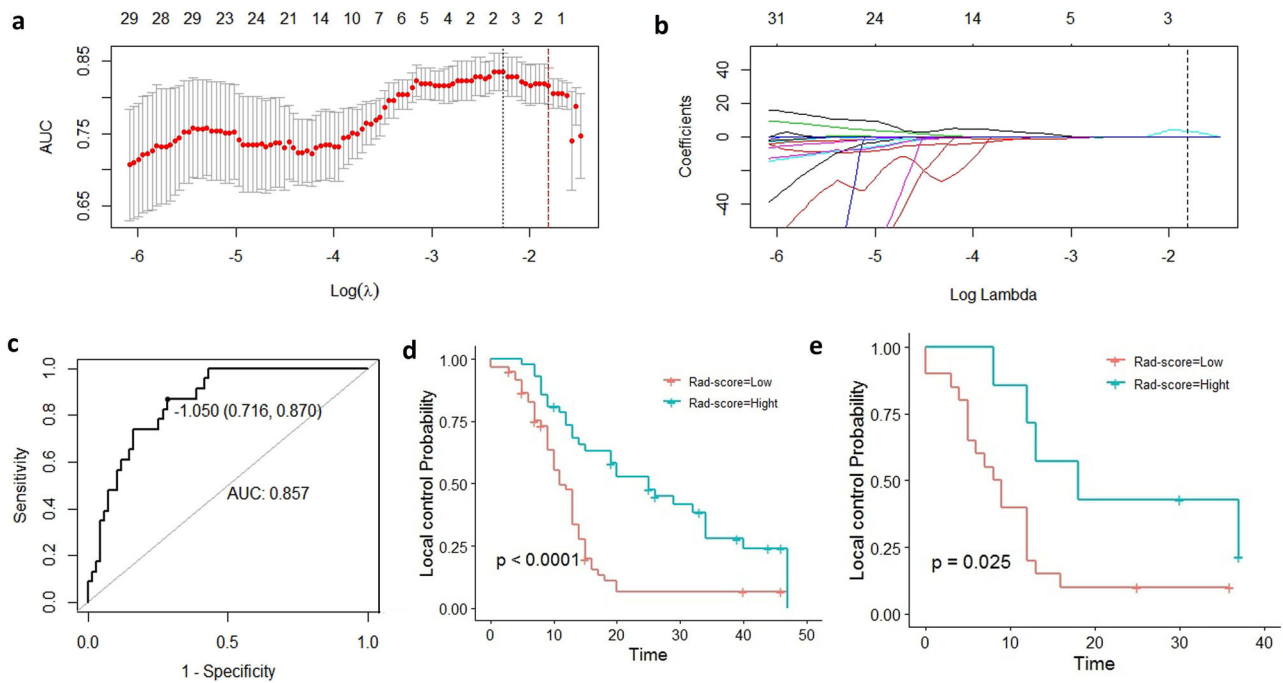 a
29 28 29 23 24 21 14 10 7 6 5 4 2 2 3 2 1
AUC
0.85
0.75
0.65
-6 -5 -4 -3 -2
Log(λ)
b
31 24 14 5 3
Coefficients
40
20
0
-40
-6 -5 -4 -3 -2
Log Lambda
c
Sensitivity
1.0
0.8
0.6
0.4
0.2
0.0
-1.050 (0.716, 0.870)
AUC: 0.857
0.0 0.5 1.0
1 - Specificity
d
Local control Probability
1.00
0.75
0.50
0.25
0.00
Rad-score=Low
Rad-score=Hight
p < 0.0001
0 10 20 30 40 50
Time
e
Local control Probability
1.00
0.75
0.50
0.25
0.00
Rad-score=Low
Rad-score=Hight
p = 0.025
0 10 20 30 40
Time